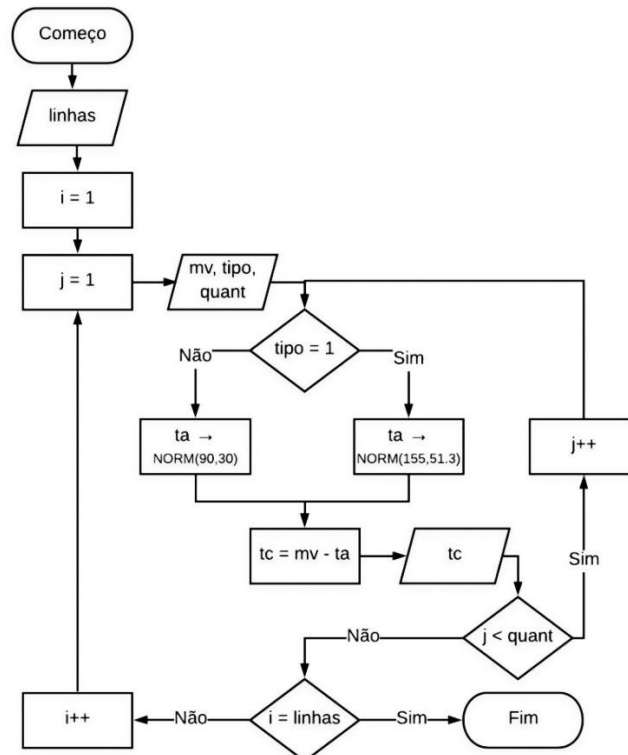 Começo
linhas
i = 1
j = 1
mv, tipo,
quant
tipo = 1
Não
Sim
ta →
NORM(90,30)
ta →
NORM(155,51.3)
j++
tc = mv - ta
tc
Sim
j < quant
Não
i++
Não
i = linhas
Sim
Fim